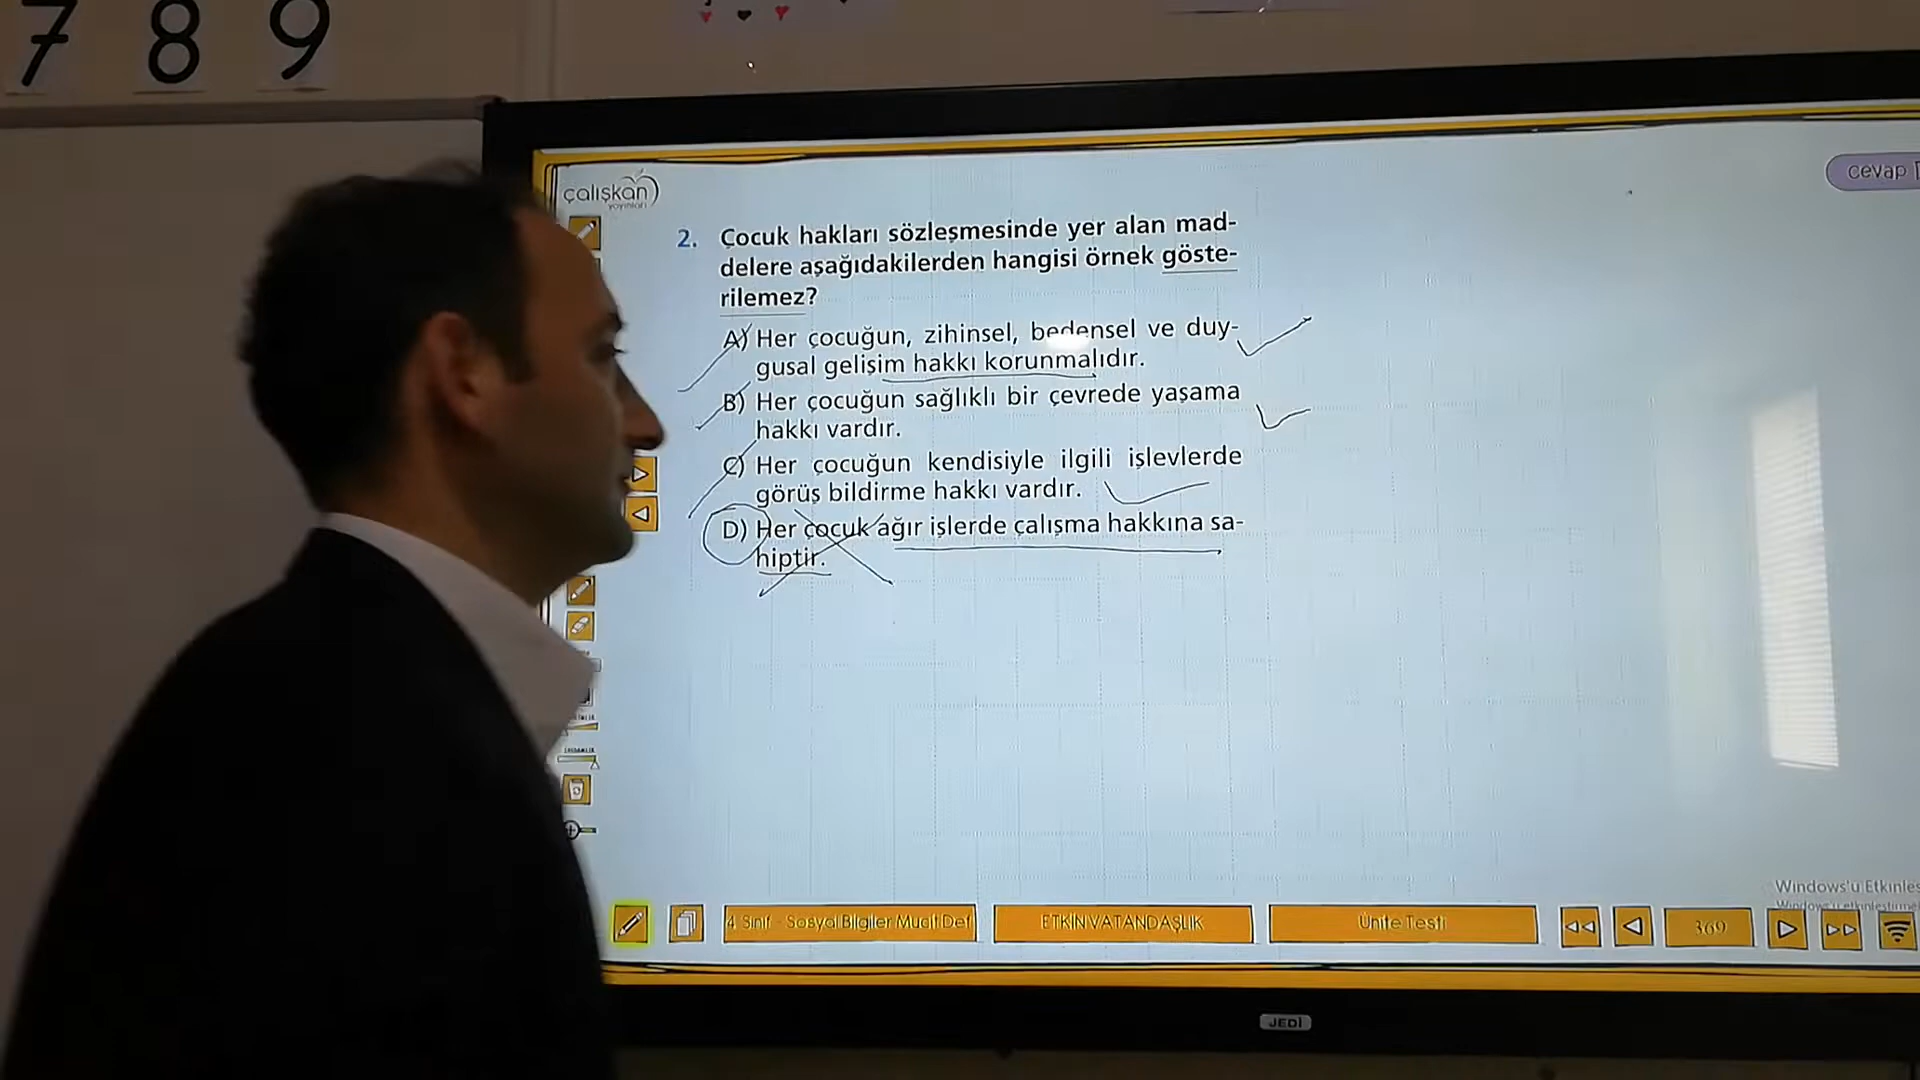 7 8 9
çalışkan
yayınları
cevap
2. Çocuk hakları sözleşmesinde yer alan mad-
delere aşağıdakilerden hangisi örnek göste-
rilemez?
A) Her çocuğun, zihinsel, bedensel ve duy-
gusal gelişim hakkı korunmalıdır.
B) Her çocuğun sağlıklı bir çevrede yaşama
hakkı vardır.
C) Her çocuğun kendisiyle ilgili işlevlerde
görüş bildirme hakkı vardır.
D) Her çocuk ağır işlerde çalışma hakkına sa-
hiptir.
Windows'u Etkinleş
Windows'u etkinleştirme
4. Sınıf - Sosyal Bilgiler Mucit Def
ETKİN VATANDAŞLIK
Ünite Testi
369
JEDİ